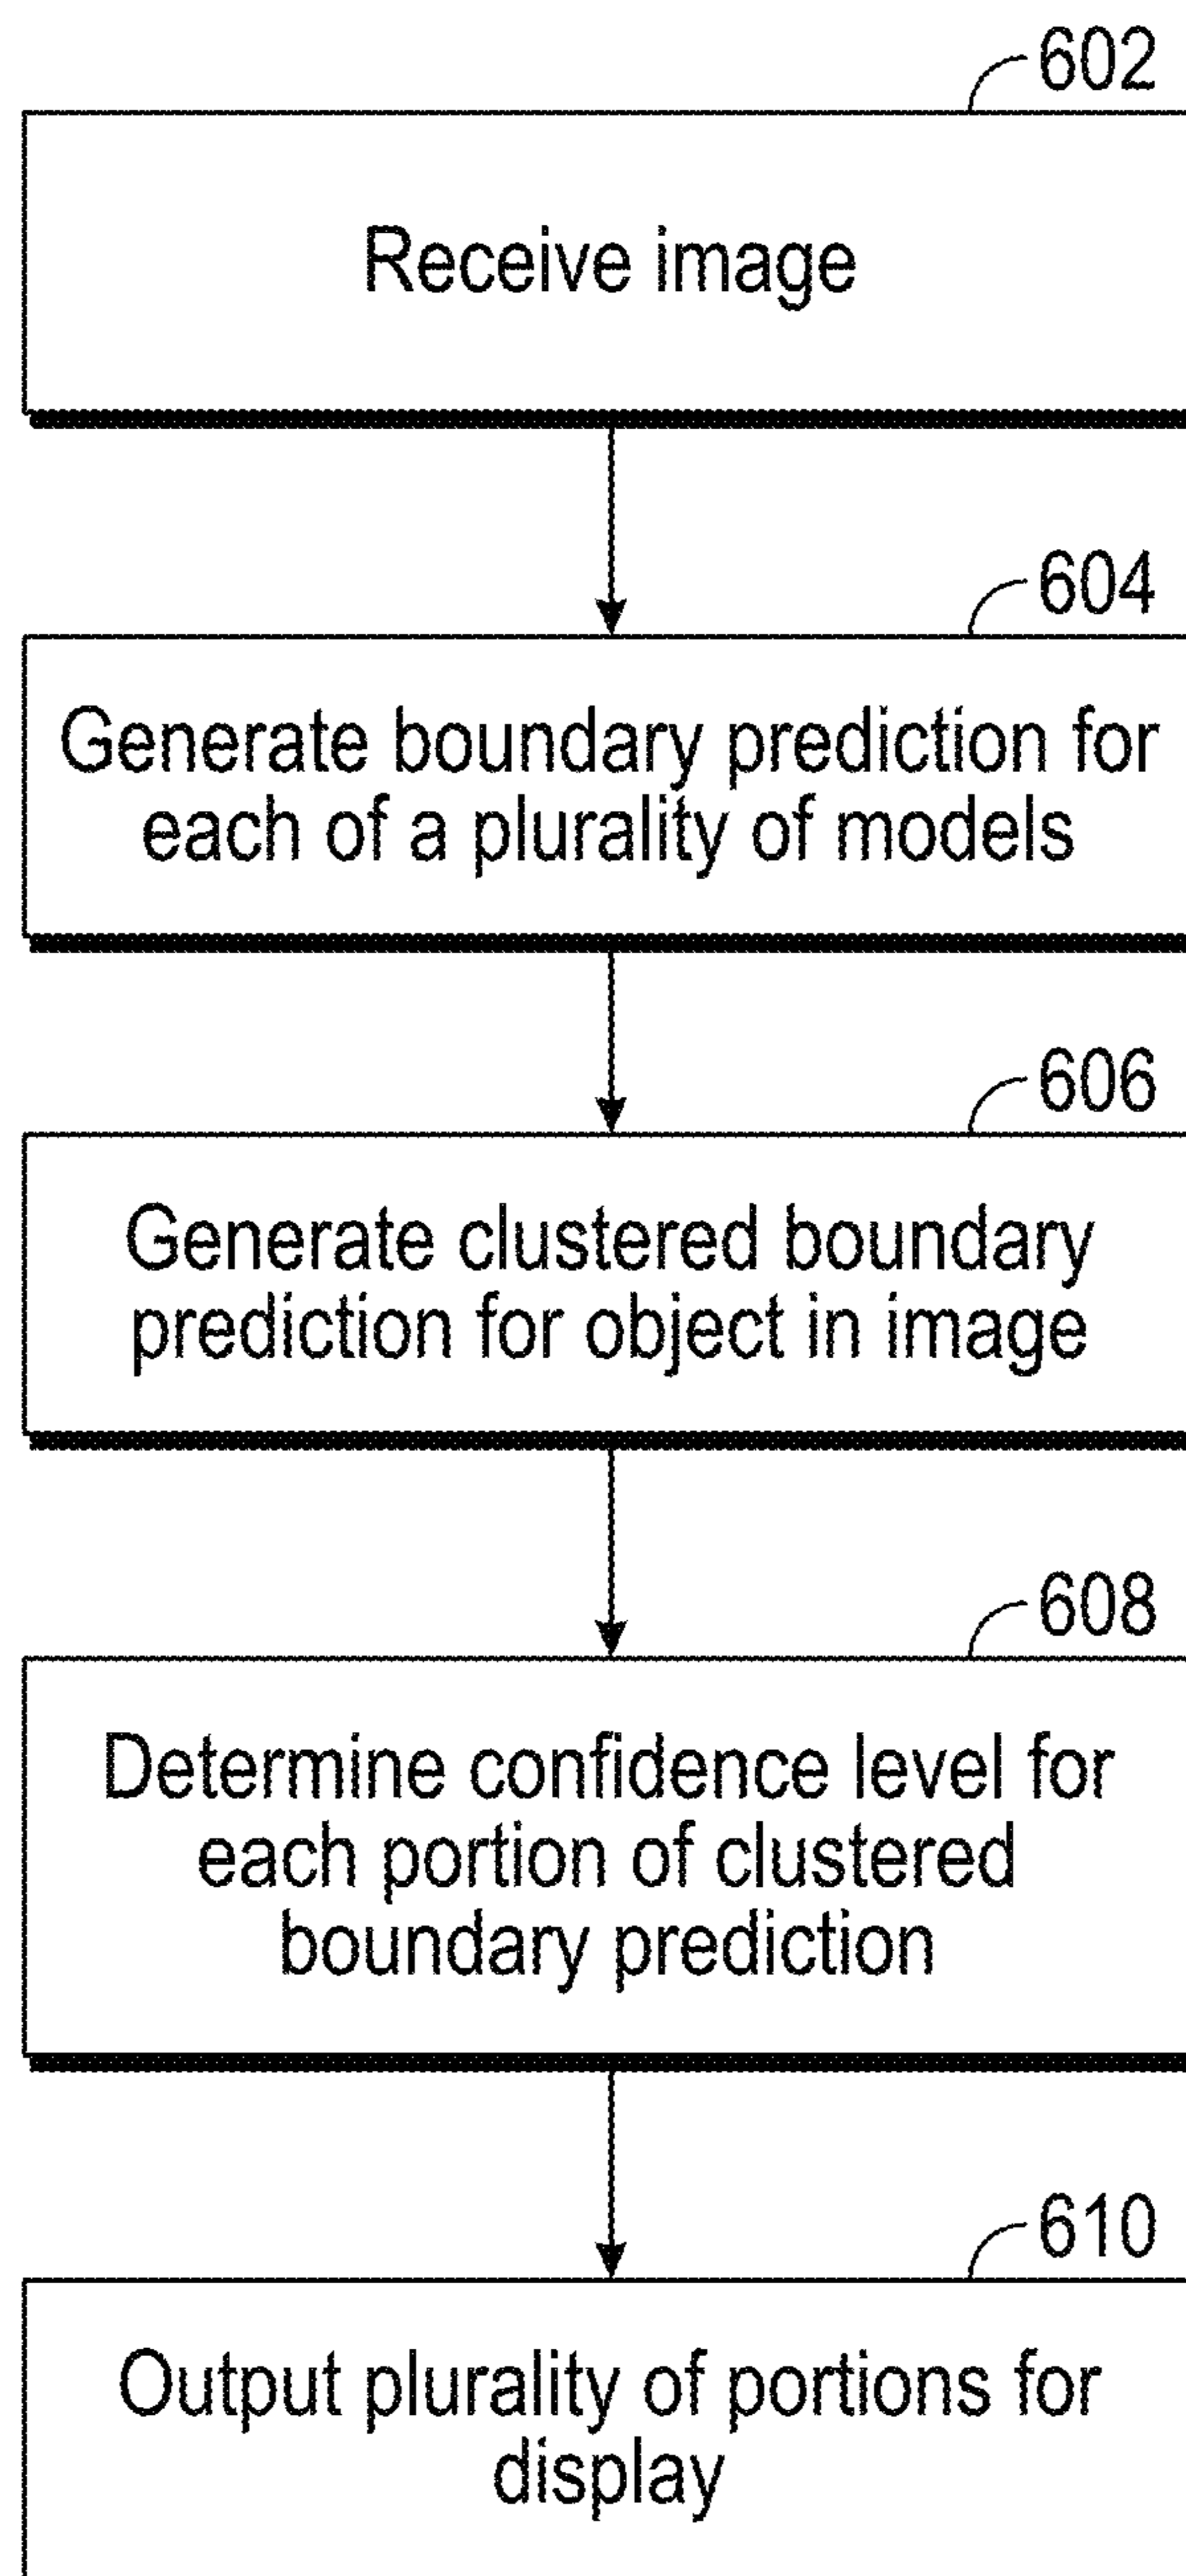 602
Receive image
604
Generate boundary prediction for
each of a plurality of models
606
Generate clustered boundary
prediction for object in image
608
Determine confidence level for
each portion of clustered
boundary prediction
610
Output plurality of portions for
display